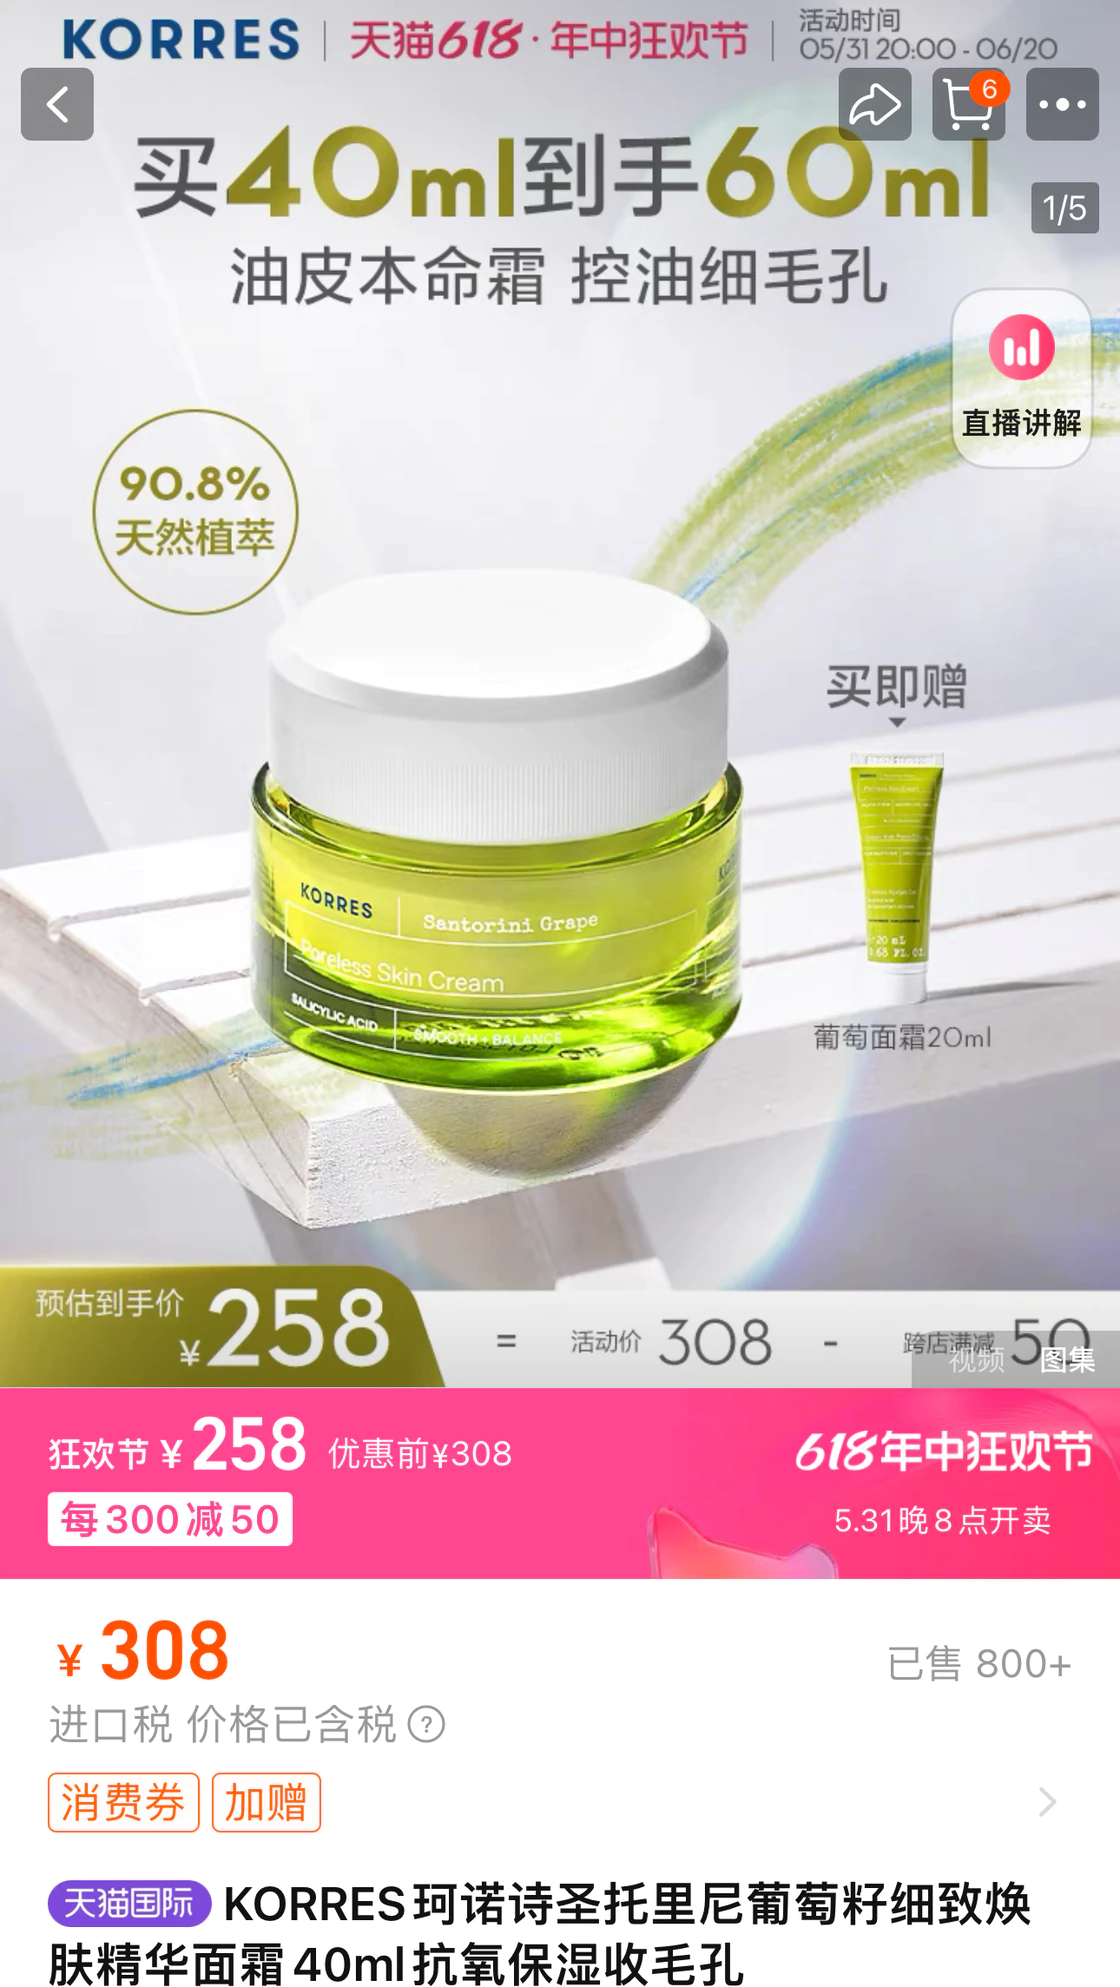 KORRES 天猫618·年中狂欢节 活动时间
05/31 20:00 - 06/20
6
买40ml到手60ml
1/5
油皮本命霜 控油细毛孔
直播讲解
90.8%
天然植萃
买即赠
KORRES Santorini Grape
Poreless Skin Cream
SALICYLIC ACID SMOOTH + BALANCE
20 mL
0.68 FL.OZ
葡萄面霜20ml
预估到手价 ¥258 = 活动价 308 - 跨店满减 50
视频 图集
狂欢节 ¥258 优惠前¥308
618年中狂欢节
每300减50
5.31晚8点开卖
¥308
已售 800+
进口税 价格已含税 ?
消费券 加赠
天猫国际 KORRES珂诺诗圣托里尼葡萄籽细致焕
肤精华面霜40ml抗氧保湿收毛孔